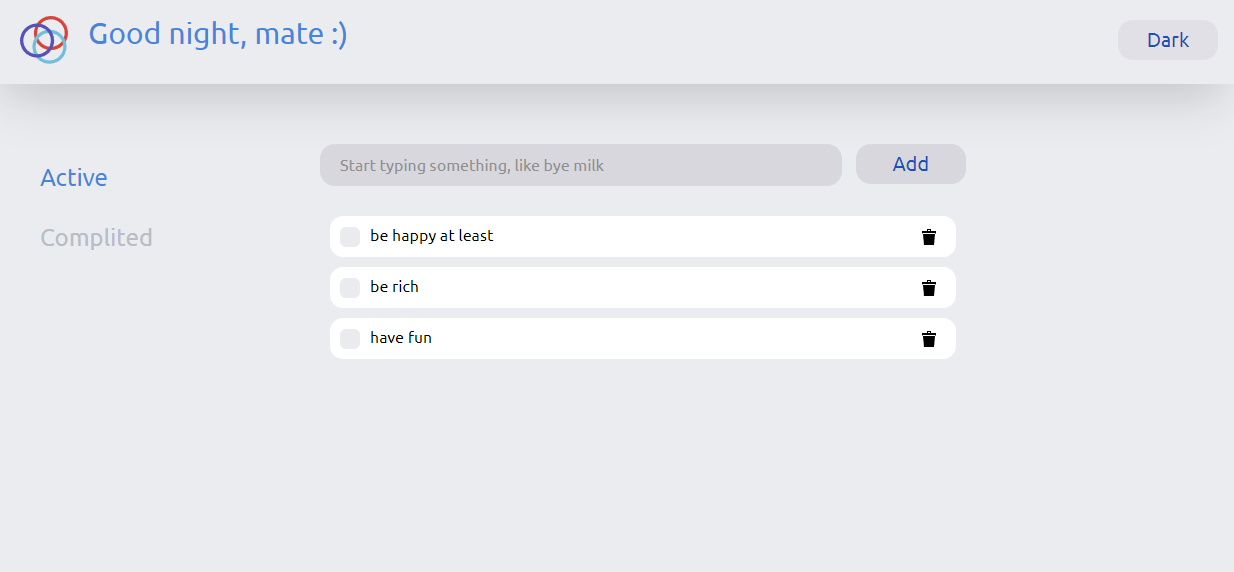 Good night, mate :)
Dark
Active
Complited
Start typing something, like bye milk
Add
be happy at least
be rich
have fun